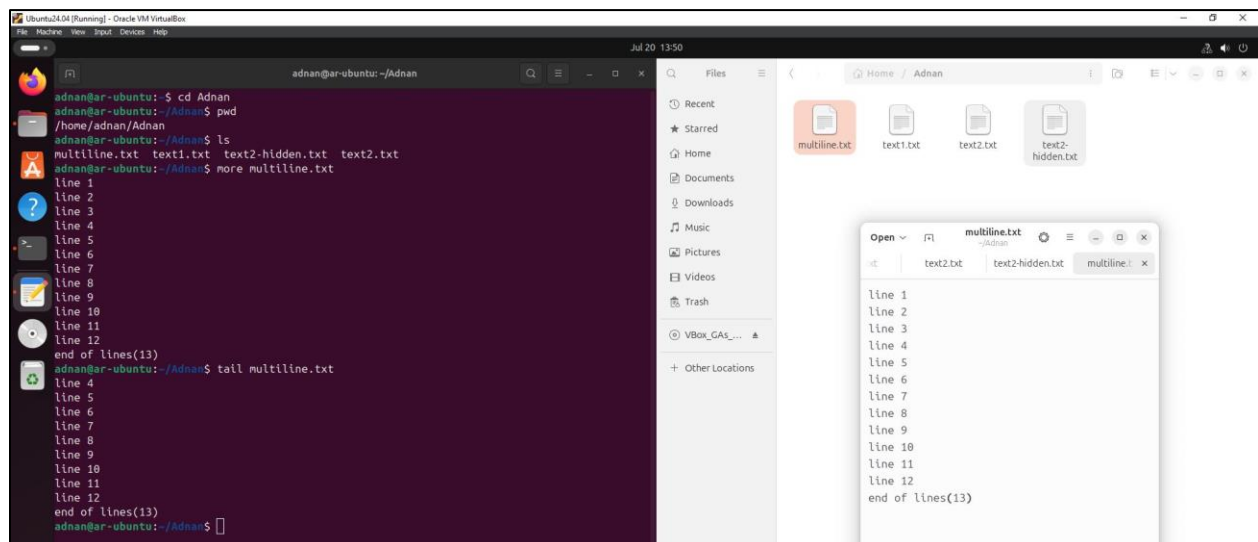 Ubuntu24.04 [Running] - Oracle VM VirtualBox
File Machine View Input Devices Help
Jul 20 13:50
adnan@ar-ubuntu: ~/Adnan
adnan@ar-ubuntu:~$ cd Adnan
adnan@ar-ubuntu:~/Adnan$ pwd
/home/adnan/Adnan
adnan@ar-ubuntu:~/Adnan$ ls
multiline.txt text1.txt text2-hidden.txt text2.txt
adnan@ar-ubuntu:~/Adnan$ more multiline.txt
line 1
line 2
line 3
line 4
line 5
line 6
line 7
line 8
line 9
line 10
line 11
line 12
end of lines(13)
adnan@ar-ubuntu:~/Adnan$ tail multiline.txt
line 4
line 5
line 6
line 7
line 8
line 9
line 10
line 11
line 12
end of lines(13)
adnan@ar-ubuntu:~/Adnan$
Files
Recent
Starred
Home
Documents
Downloads
Music
Pictures
Videos
Trash
VBox_GAs_...
+ Other Locations
Home / Adnan
multiline.txt
text1.txt
text2.txt
text2-
hidden.txt
Open
multiline.txt
~/Adnan
text2.txt
text2-hidden.txt
multiline.t
line 1
line 2
line 3
line 4
line 5
line 6
line 7
line 8
line 9
line 10
line 11
line 12
end of lines(13)